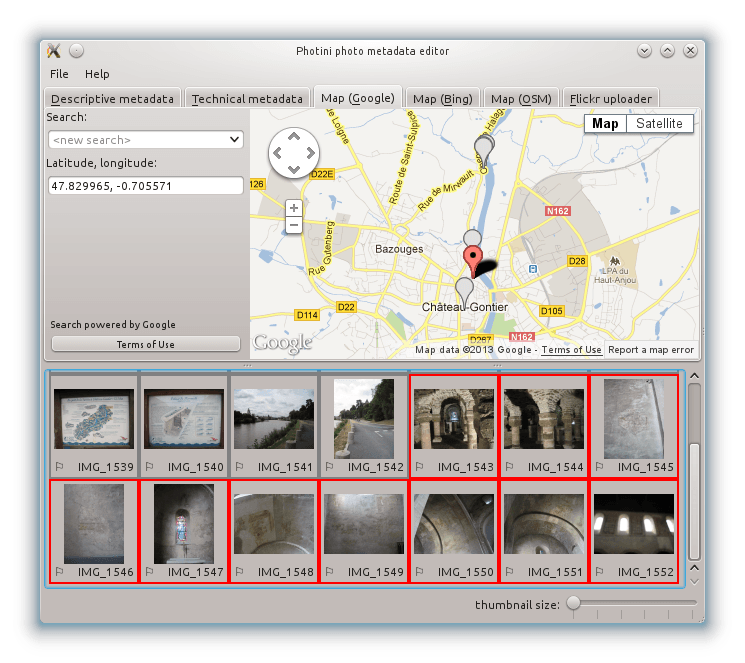 Photini photo metadata editor
File Help
Descriptive metadata Technical metadata Map (Google) Map (Bing) Map (OSM) Flickr uploader
Search:
<new search>
Latitude, longitude:
47.829965, -0.705571
Search powered by Google
Terms of Use
Map Satellite
de Loigne
Route de Saint-Sulpice
Rue de Mirwault
D22E
126
N162
Bazouges
Rue Gutenberg
D28
LPA du
Haut-Anjou
D22
Château-Gontier
D114
D105
N162
D267
Google
Map data ©2013 Google - Terms of Use Report a map error
IMG_1539 IMG_1540 IMG_1541 IMG_1542 IMG_1543 IMG_1544 IMG_1545
IMG_1546 IMG_1547 IMG_1548 IMG_1549 IMG_1550 IMG_1551 IMG_1552
thumbnail size: